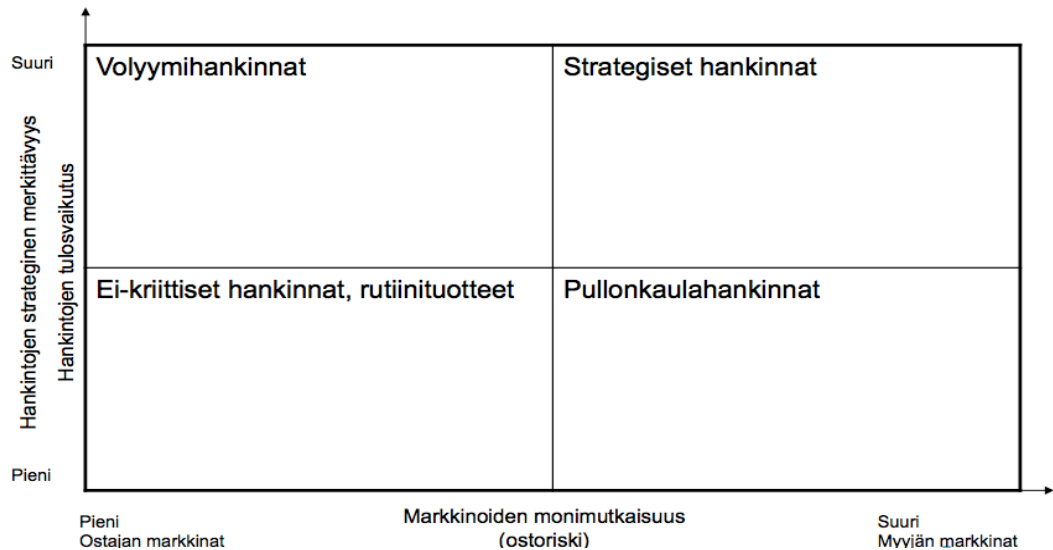 Suuri
Volyymihankinnat
Strategiset hankinnat
Hankintojen strateginen merkittävyys
Hankintojen tulosvaikutus
Ei-kriittiset hankinnat, rutiinituotteet
Pullonkaulahankinnat
Pieni
Pieni
Ostajan markkinat
Markkinoiden monimutkaisuus
(ostoriski)
Suuri
Myyjän markkinat